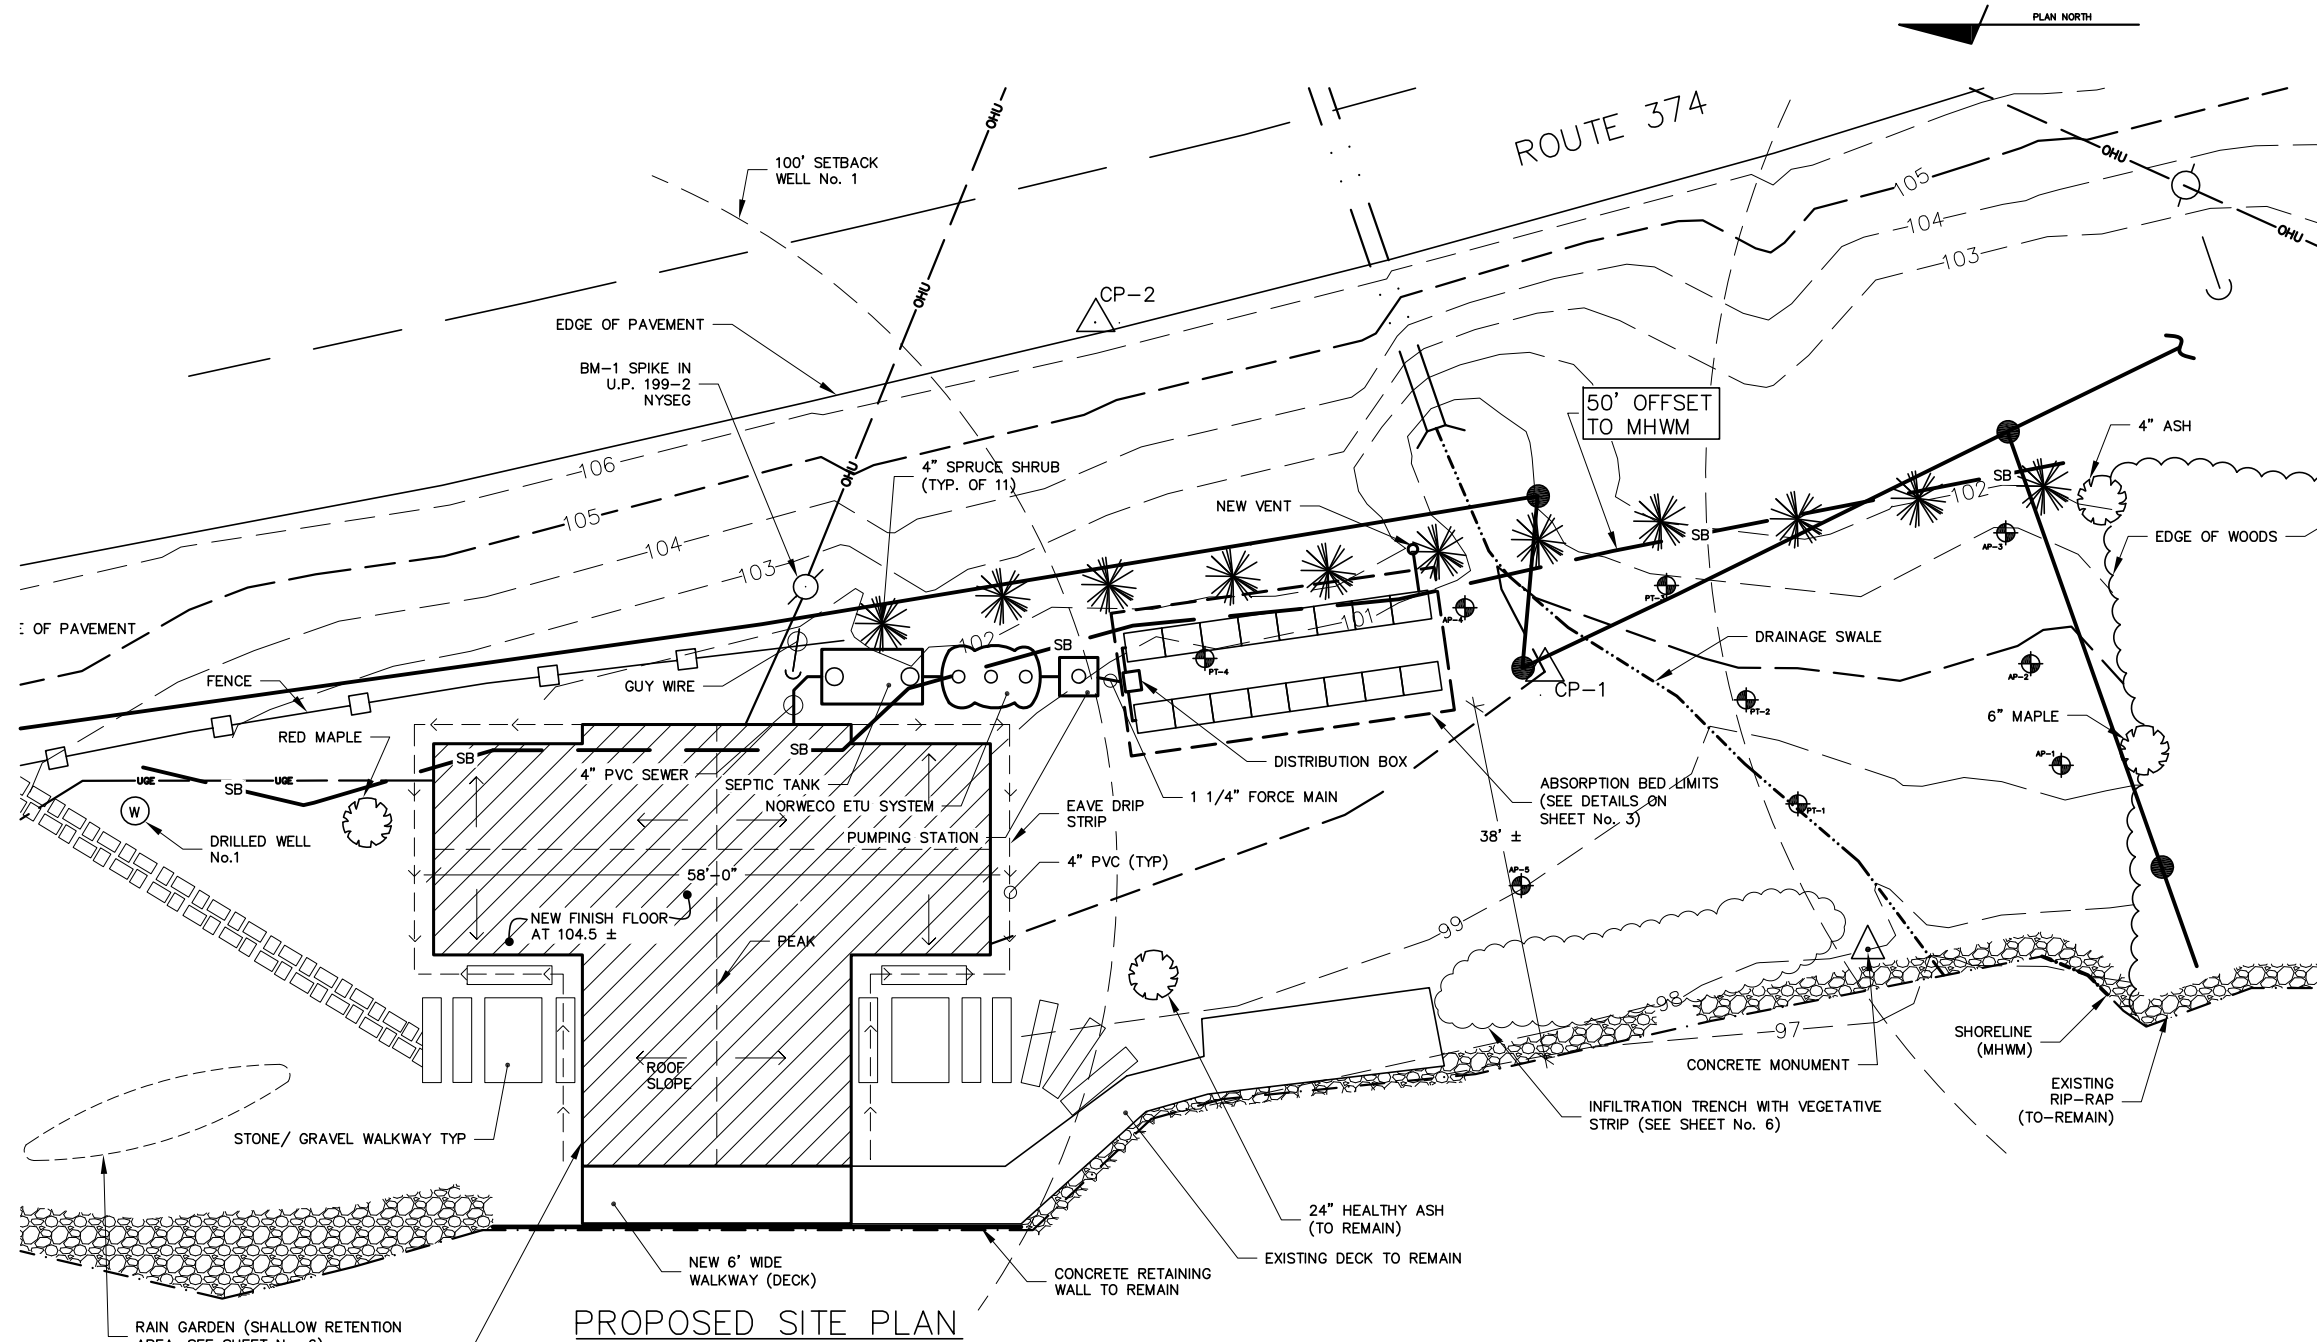 PLAN NORTH
ROUTE 374
OHU
OHU
OHU
OHU
OHU
100' SETBACK
WELL No. 1
105
104
103
CP-2
EDGE OF PAVEMENT
BM-1 SPIKE IN
U.P. 199-2
NYSEG
50' OFFSET
TO MHWM
4" ASH
106
4" SPRUCE SHRUB
(TYP. OF 11)
SB
102
NEW VENT
105
SB
EDGE OF WOODS
AP-3
104
103
PT-3
101
AP-4
OF PAVEMENT
102
SB
DRAINAGE SWALE
FENCE
GUY WIRE
PT-4
AP-2
CP-1
PT-2
6" MAPLE
RED MAPLE
SB
SB
AP-1
UGE
UGE
SB
4" PVC SEWER
SEPTIC TANK
DISTRIBUTION BOX
NORWECO ETU SYSTEM
1 1/4" FORCE MAIN
ABSORPTION BED LIMITS
(SEE DETAILS ON
SHEET No. 3)
PT-1
W
EAVE DRIP
STRIP
PUMPING STATION
38' ±
DRILLED WELL
No.1
4" PVC (TYP)
58'-0"
AP-5
NEW FINISH FLOOR
AT 104.5 ±
PEAK
99
98
97
SHORELINE
(MHWM)
CONCRETE MONUMENT
ROOF
SLOPE
EXISTING
RIP-RAP
(TO-REMAIN)
INFILTRATION TRENCH WITH VEGETATIVE
STRIP (SEE SHEET No. 6)
STONE/ GRAVEL WALKWAY TYP
24" HEALTHY ASH
(TO REMAIN)
EXISTING DECK TO REMAIN
NEW 6' WIDE
WALKWAY (DECK)
CONCRETE RETAINING
WALL TO REMAIN
PROPOSED SITE PLAN
RAIN GARDEN (SHALLOW RETENTION